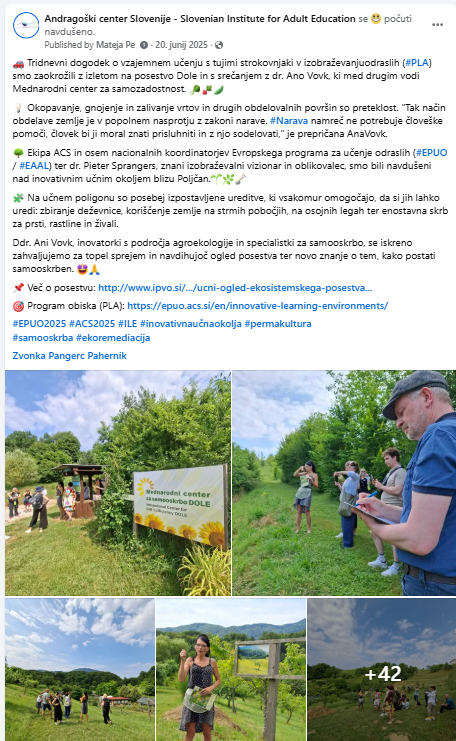 Andragoški center Slovenije - Slovenian Institute for Adult Education se 🤩 počuti
navdušeno.
Published by Mateja Pe · 20. junij 2025 ·
🚗 Tridnevni dogodek o vzajemnem učenju s tujimi strokovnjaki v izobraževanjuodraslih (#PLA)
smo zaokrožili z izletom na posestvo Dole in s srečanjem z dr. Ano Vovk, ki med drugim vodi
Mednarodni center za samozadostnost. 🥬🌶️🥒
💡 Okopavanje, gnojenje in zalivanje vrtov in drugih obdelovalnih površin so preteklost. "Tak način
obdelave zemlje je v popolnem nasprotju z zakoni narave. #Narava namreč ne potrebuje človeške
pomoči, človek bi ji moral znati prisluhniti in z njo sodelovati," je prepričana AnaVovk.
🌳 Ekipa ACS in osem nacionalnih koordinatorjev Evropskega programa za učenje odraslih (#EPUO
/ #EAAL) ter dr. Pieter Sprangers, znani izobraževalni vizionar in oblikovalec, smo bili navdušeni
nad inovativnim učnim okoljem blizu Poljčan.🌱🌿🥄
🧩 Na učnem poligonu so posebej izpostavljene ureditve, ki vsakomur omogočajo, da si jih lahko
uredi: zbiranje deževnice, koriščenje zemlje na strmih pobočjih, na osojnih legah ter enostavna skrb
za prsti, rastline in živali.
Ddr. Ani Vovk, inovatorki s področja agroekologije in specialistki za samooskrbo, se iskreno
zahvaljujemo za topel sprejem in navdihujoč ogled posestva ter novo znanje o tem, kako postati
samooskrben. 🤩🙏
📌 Več o posestvu: http://www.ipvo.si/.../ucni-ogled-ekosistemskega-posestva...
🎯 Program obiska (PLA): https://epuo.acs.si/en/innovative-learning-environments/
#EPUO2025 #ACS2025 #ILE #inovativnaučnaokolja #permakultura
#samooskrba #ekoremediacija
Zvonka Pangerc Pahernik
Mednarodni center
za samooskrbo DOLE
International Center for
Self-sufficiency DOLE
+42